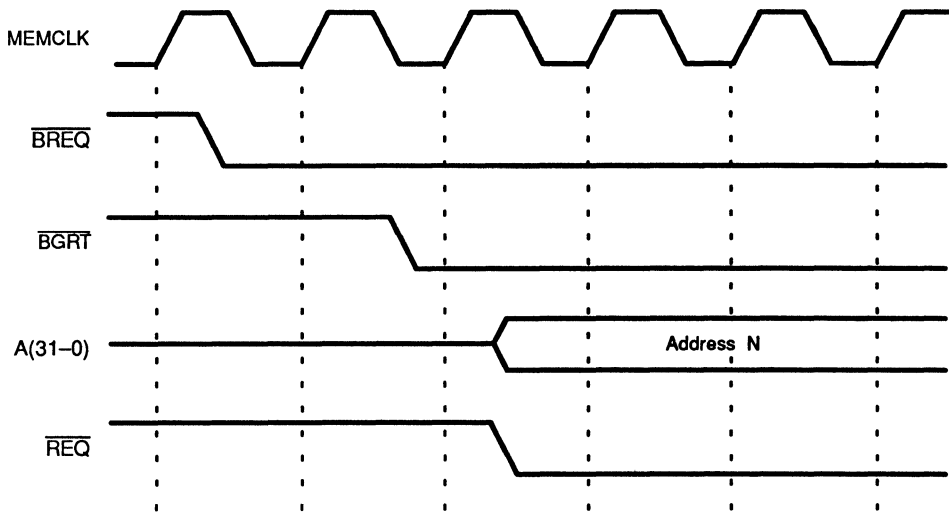 MEMCLK
BREQ
BGRT
A(31–0)
Address N
REQ